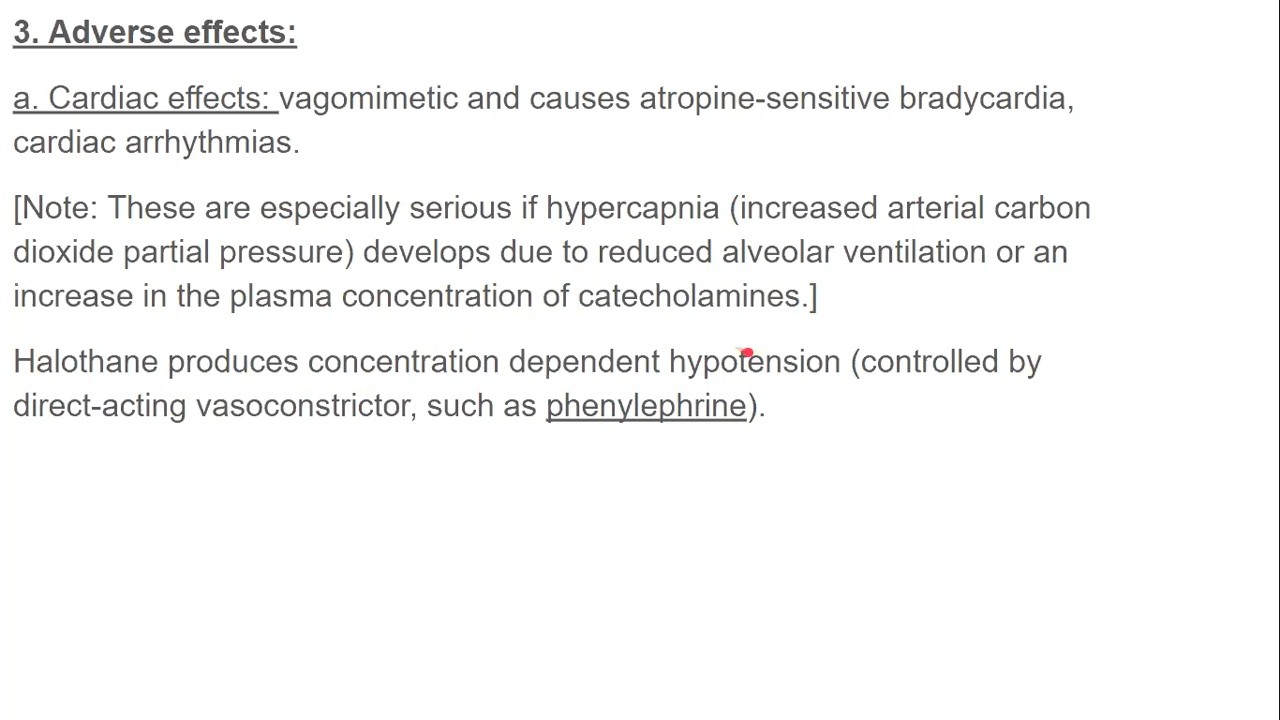 3. Adverse effects:
a. Cardiac effects: vagomimetic and causes atropine-sensitive bradycardia,
cardiac arrhythmias.
[Note: These are especially serious if hypercapnia (increased arterial carbon
dioxide partial pressure) develops due to reduced alveolar ventilation or an
increase in the plasma concentration of catecholamines.]
Halothane produces concentration dependent hypotension (controlled by
direct-acting vasoconstrictor, such as phenylephrine).